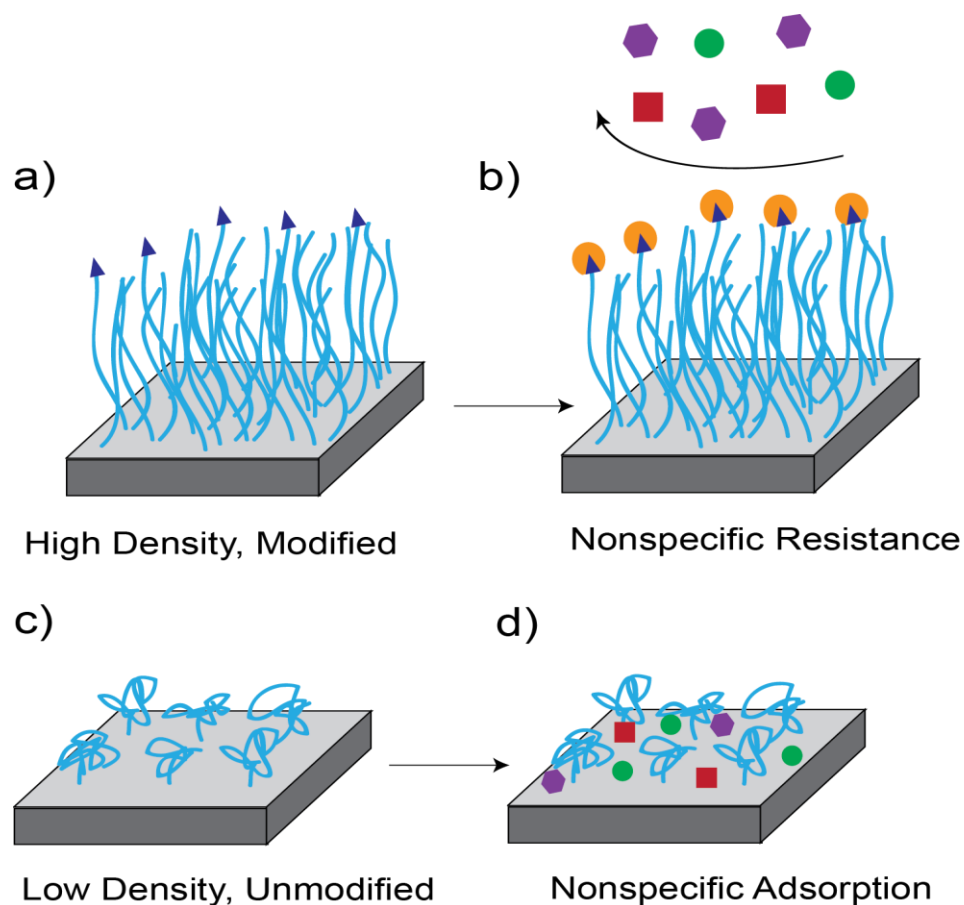 a)
b)
High Density, Modified
Nonspecific Resistance
c)
d)
Low Density, Unmodified
Nonspecific Adsorption